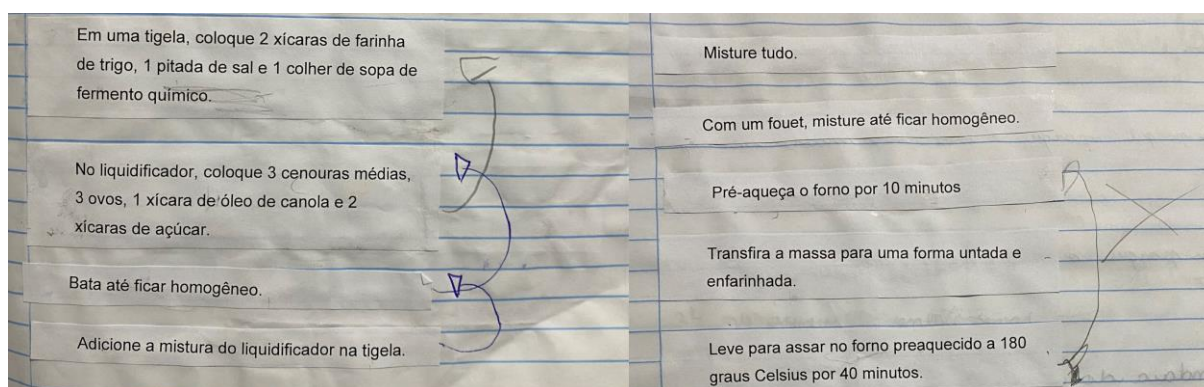 Em uma tigela, coloque 2 xícaras de farinha
de trigo, 1 pitada de sal e 1 colher de sopa de
fermento químico.
No liquidificador, coloque 3 cenouras médias,
3 ovos, 1 xícara de óleo de canola e 2
xícaras de açúcar.
Bata até ficar homogêneo.
Adicione a mistura do liquidificador na tigela.
Misture tudo.
Com um fouet, misture até ficar homogêneo.
Pré-aqueça o forno por 10 minutos
Transfira a massa para uma forma untada e
enfarinhada.
Leve para assar no forno preaquecido a 180
graus Celsius por 40 minutos.